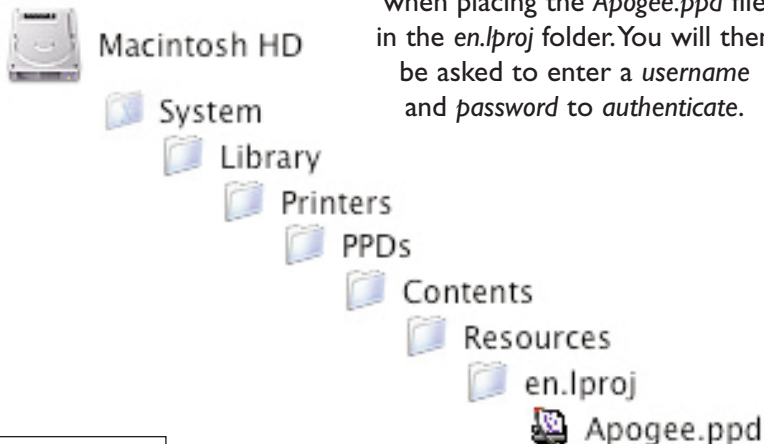 when placing the Apogee.ppd file
in the en.lproj folder. You will then
be asked to enter a username
and password to authenticate.
Macintosh HD
System
Library
Printers
PPDs
Contents
Resources
en.lproj
Apogee.ppd